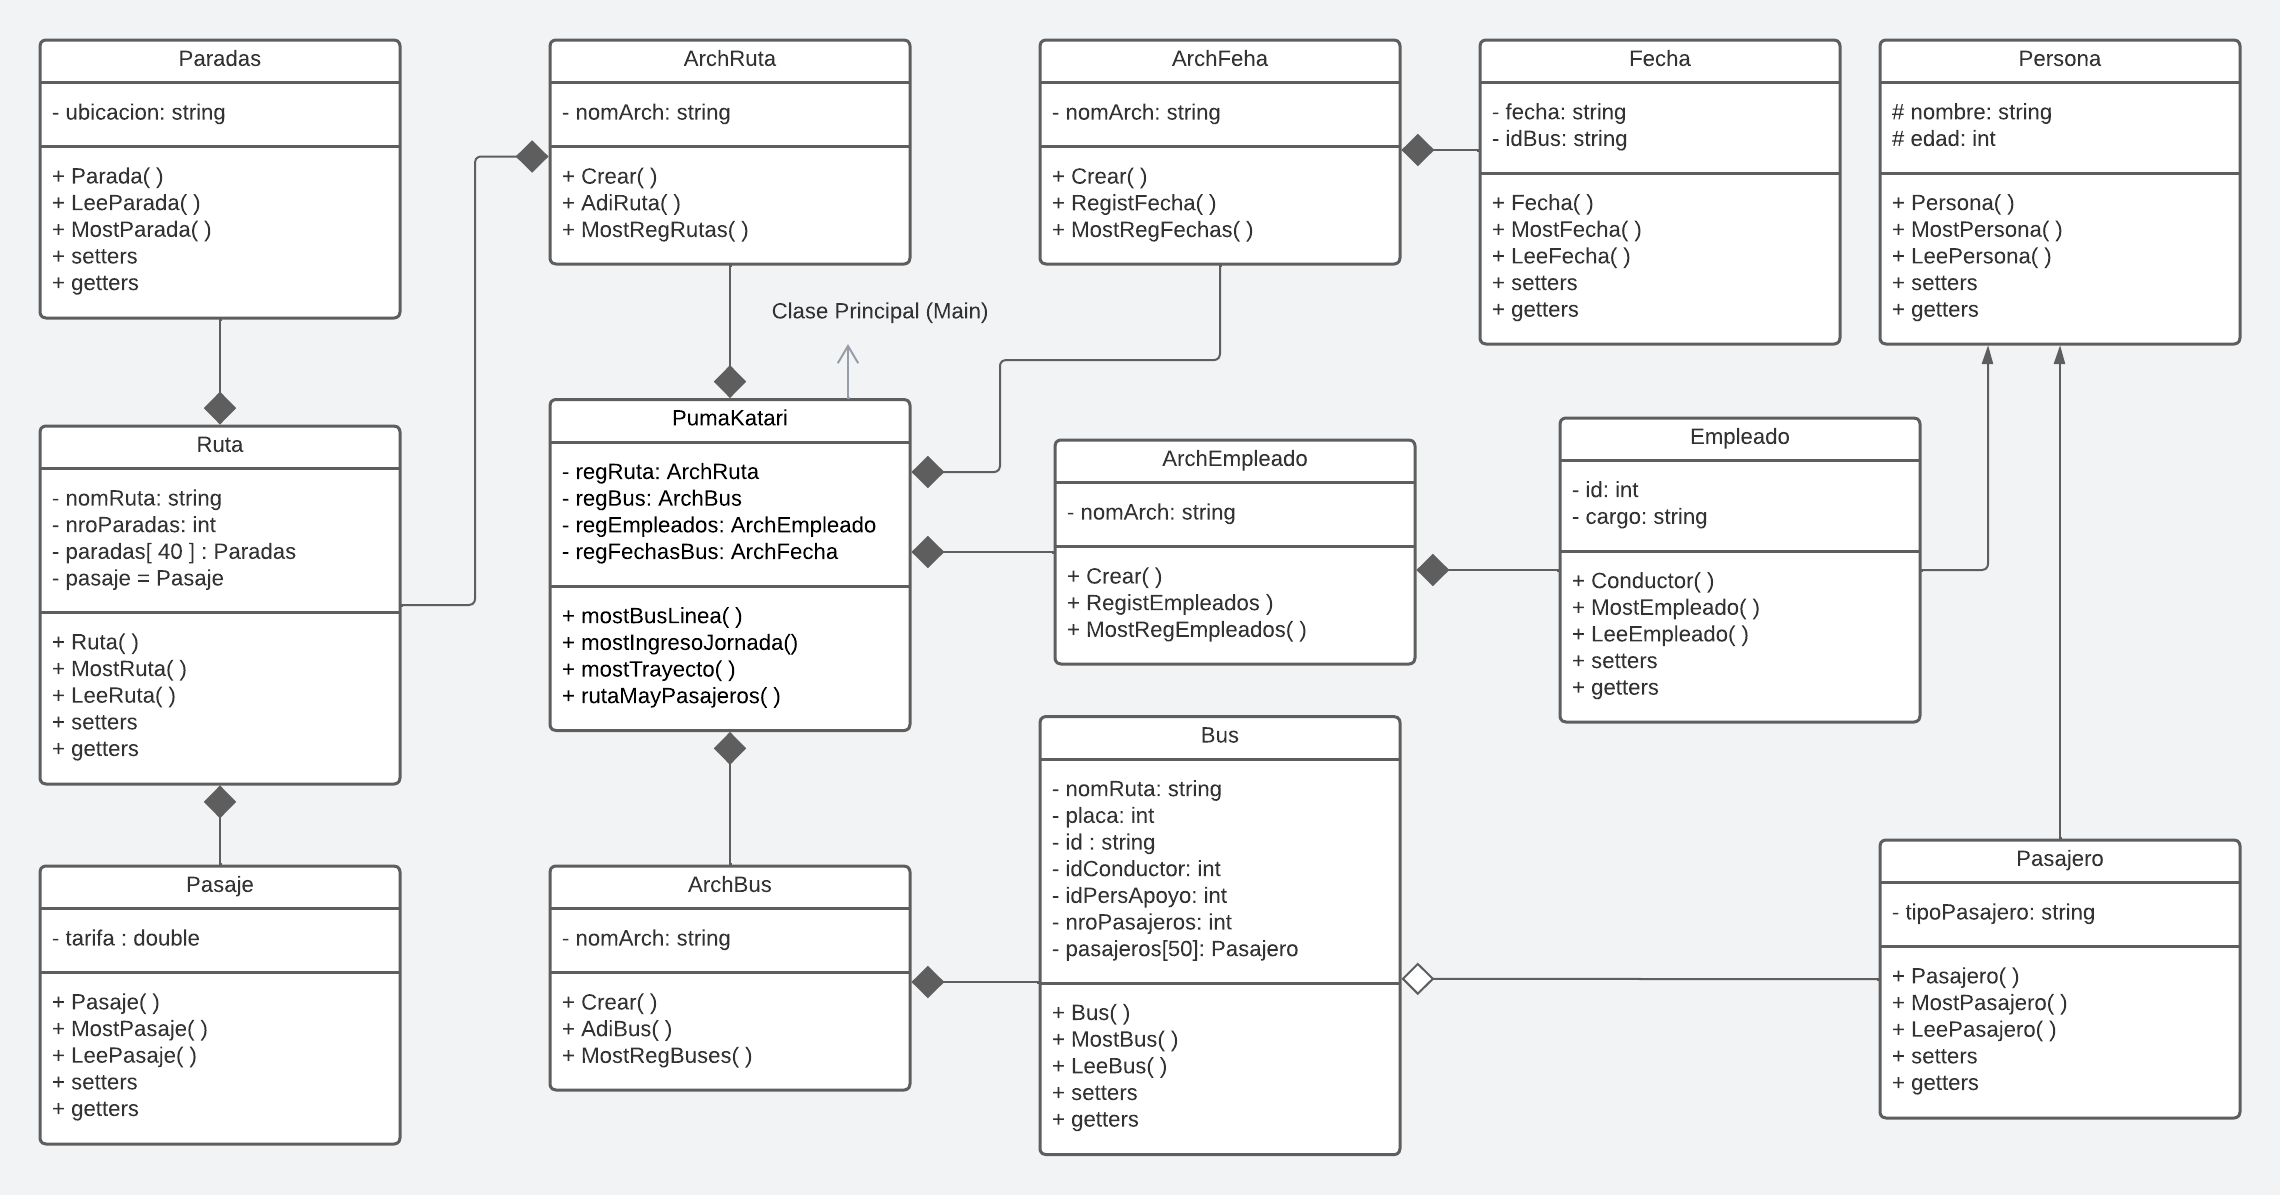 Paradas
- ubicacion: string
+ Parada( )
+ LeeParada( )
+ MostParada( )
+ setters
+ getters
ArchRuta
- nomArch: string
+ Crear( )
+ AdiRuta( )
+ MostRegRutas( )
ArchFeha
- nomArch: string
+ Crear( )
+ RegistFecha( )
+ MostRegFechas( )
Fecha
- fecha: string
- idBus: string
+ Fecha( )
+ MostFecha( )
+ LeeFecha( )
+ setters
+ getters
Persona
# nombre: string
# edad: int
+ Persona( )
+ MostPersona( )
+ LeePersona( )
+ setters
+ getters
Clase Principal (Main)
Ruta
- nomRuta: string
- nroParadas: int
- paradas[ 40 ] : Paradas
- pasaje = Pasaje
+ Ruta( )
+ MostRuta( )
+ LeeRuta( )
+ setters
+ getters
PumaKatari
- regRuta: ArchRuta
- regBus: ArchBus
- regEmpleados: ArchEmpleado
- regFechasBus: ArchFecha
+ mostBusLinea( )
+ mostIngresoJornada()
+ mostTrayecto( )
+ rutaMayPasajeros( )
ArchEmpleado
- nomArch: string
+ Crear( )
+ RegistEmpleados )
+ MostRegEmpleados( )
Empleado
- id: int
- cargo: string
+ Conductor( )
+ MostEmpleado( )
+ LeeEmpleado( )
+ setters
+ getters
Pasaje
- tarifa : double
+ Pasaje( )
+ MostPasaje( )
+ LeePasaje( )
+ setters
+ getters
ArchBus
- nomArch: string
+ Crear( )
+ AdiBus( )
+ MostRegBuses( )
Bus
- nomRuta: string
- placa: int
- id : string
- idConductor: int
- idPersApoyo: int
- nroPasajeros: int
- pasajeros[50]: Pasajero
+ Bus( )
+ MostBus( )
+ LeeBus( )
+ setters
+ getters
Pasajero
- tipoPasajero: string
+ Pasajero( )
+ MostPasajero( )
+ LeePasajero( )
+ setters
+ getters